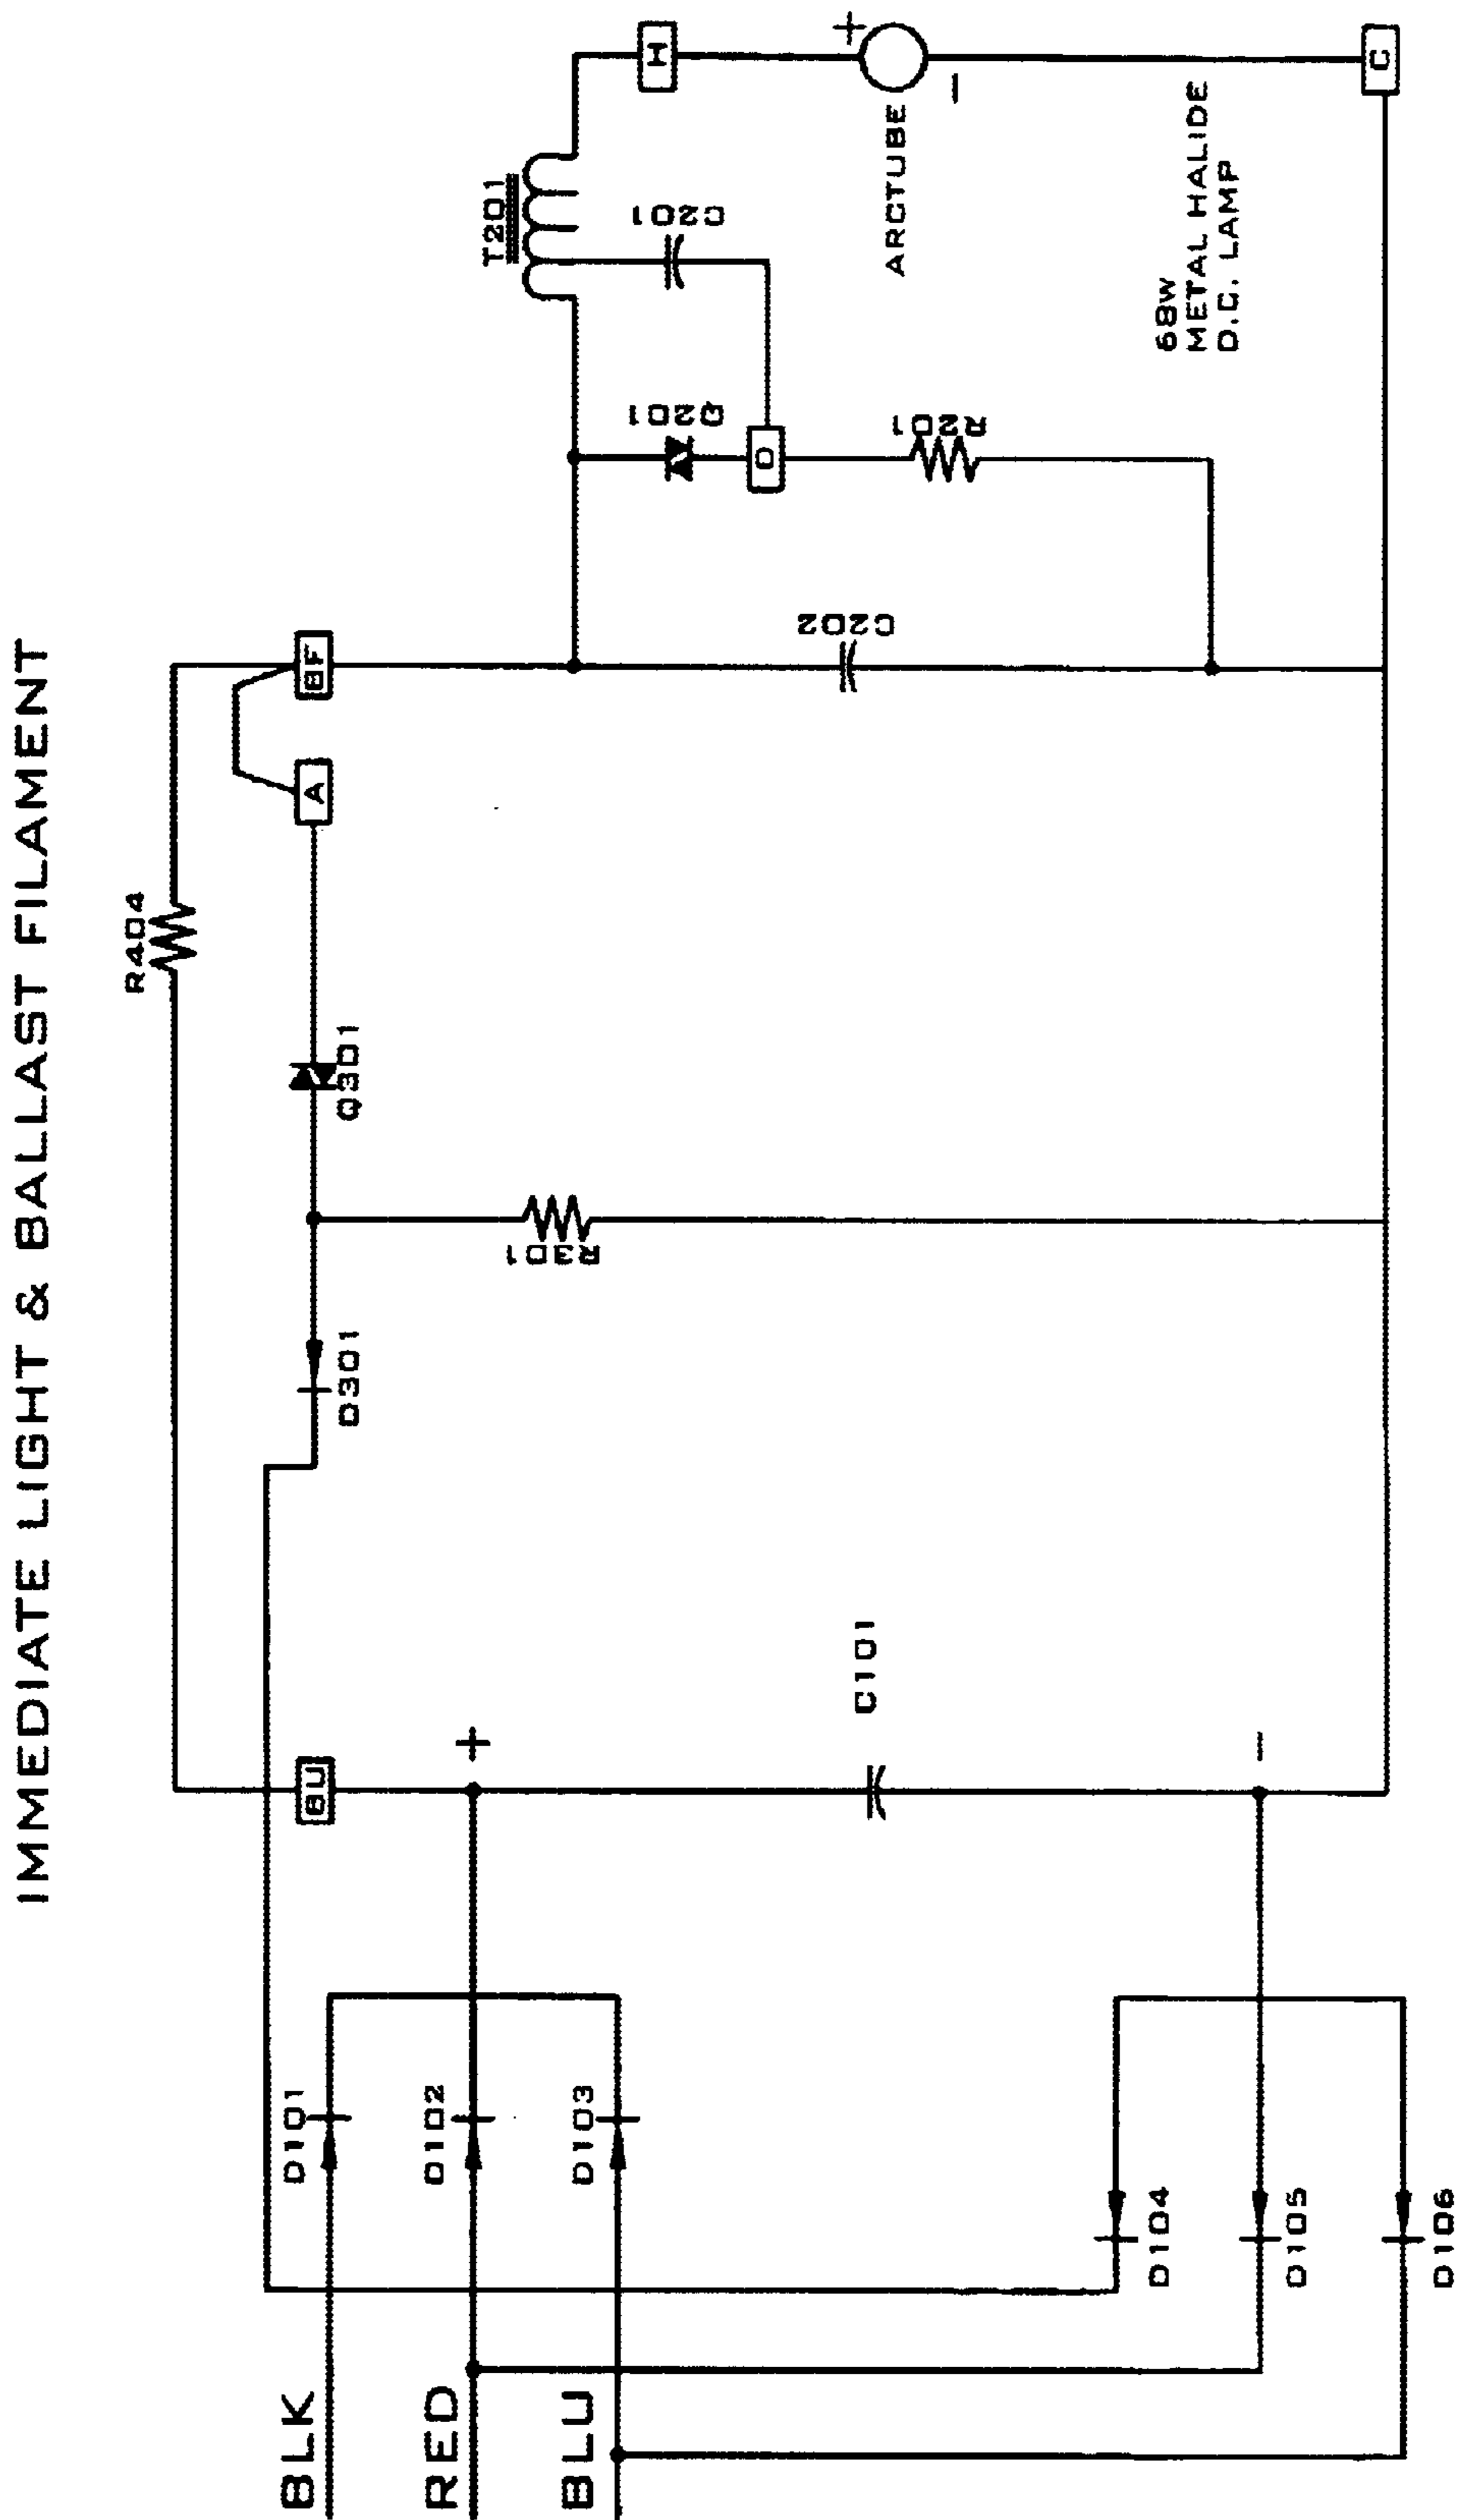 IMMEDIATE LIGHT & BALLAST FILAMENT
R404
BU
D301
Q301
A
BF
R301
C101
+
-
T201
C201
Q201
D
R201
C202
I
+
-
ARCTUBE
68W
METAL HALIDE
D.C. LAMP
C
BLK
RED
BLU
D101
D102
D103
D104
D105
D106